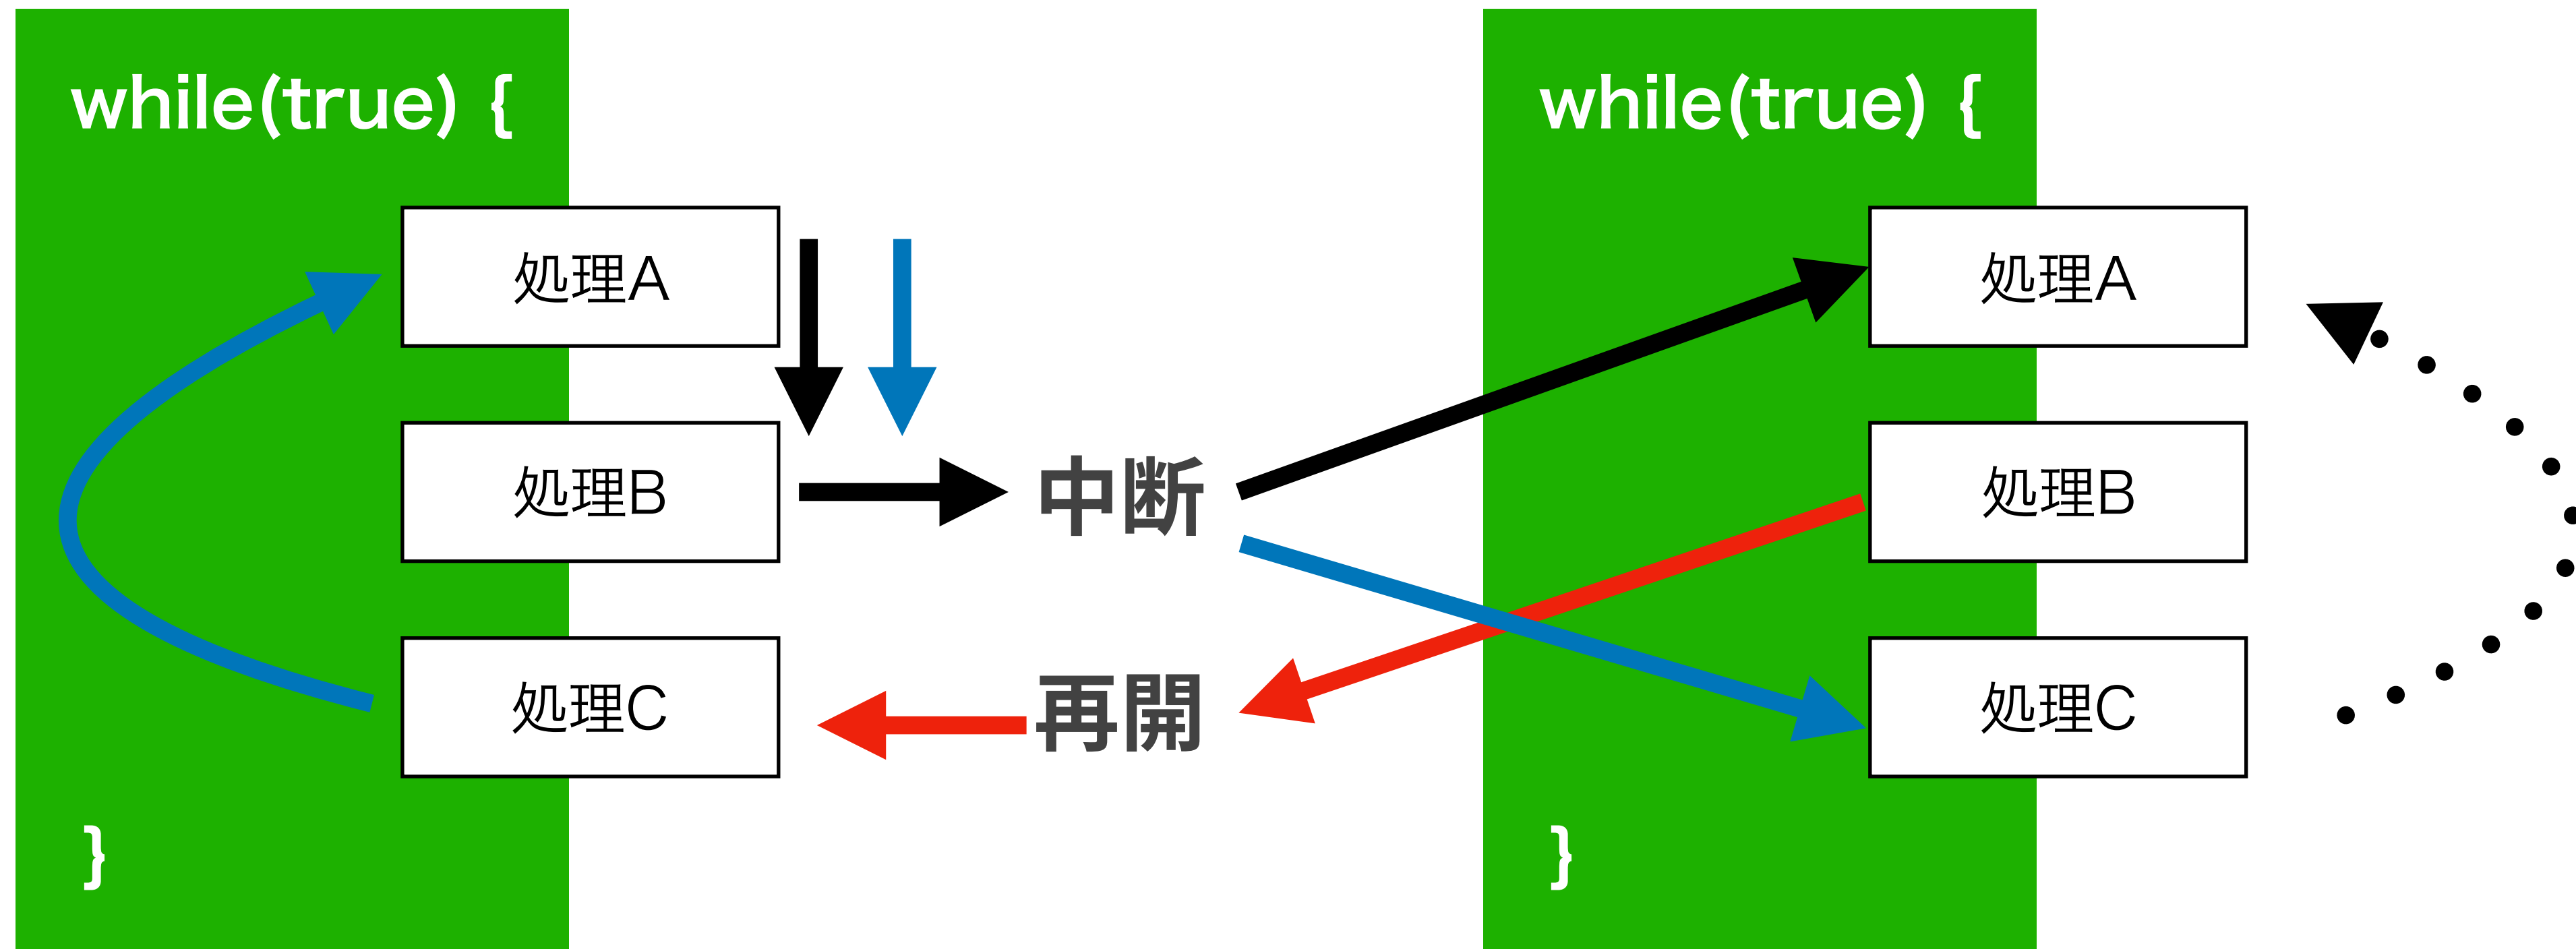 while(true) {
処理A
処理B
処理C
}
中断
再開
while(true) {
処理A
処理B
処理C
}